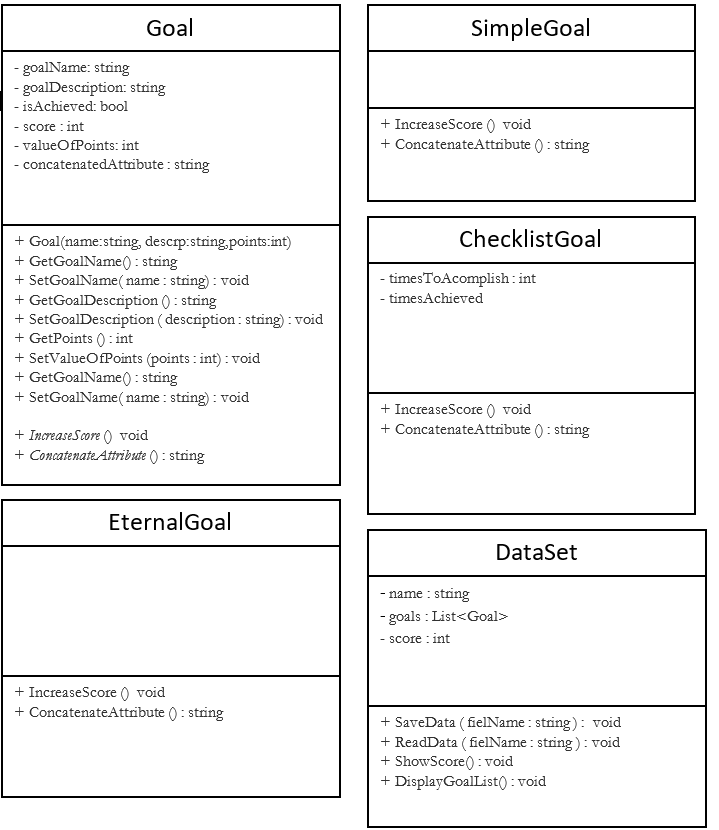 Goal
- goalName: string
- goalDescription: string
- isAchieved: bool
- score : int
- valueOfPoints: int
- concatenatedAttribute : string
+ Goal(name:string, descrp:string,points:int)
+ GetGoalName() : string
+ SetGoalName( name : string) : void
+ GetGoalDescription () : string
+ SetGoalDescription ( description : string) : void
+ GetPoints () : int
+ SetValueOfPoints (points : int) : void
+ GetGoalName() : string
+ SetGoalName( name : string) : void
+ IncreaseScore ()  void
+ ConcatenateAttribute () : string
SimpleGoal
+ IncreaseScore ()  void
+ ConcatenateAttribute () : string
ChecklistGoal
- timesToAcomplish : int
- timesAchieved
+ IncreaseScore ()  void
+ ConcatenateAttribute () : string
EternalGoal
+ IncreaseScore ()  void
+ ConcatenateAttribute () : string
DataSet
- name : string
- goals : List<Goal>
- score : int
+ SaveData ( fielName : string ) :  void
+ ReadData ( fielName : string ) : void
+ ShowScore() : void
+ DisplayGoalList() : void